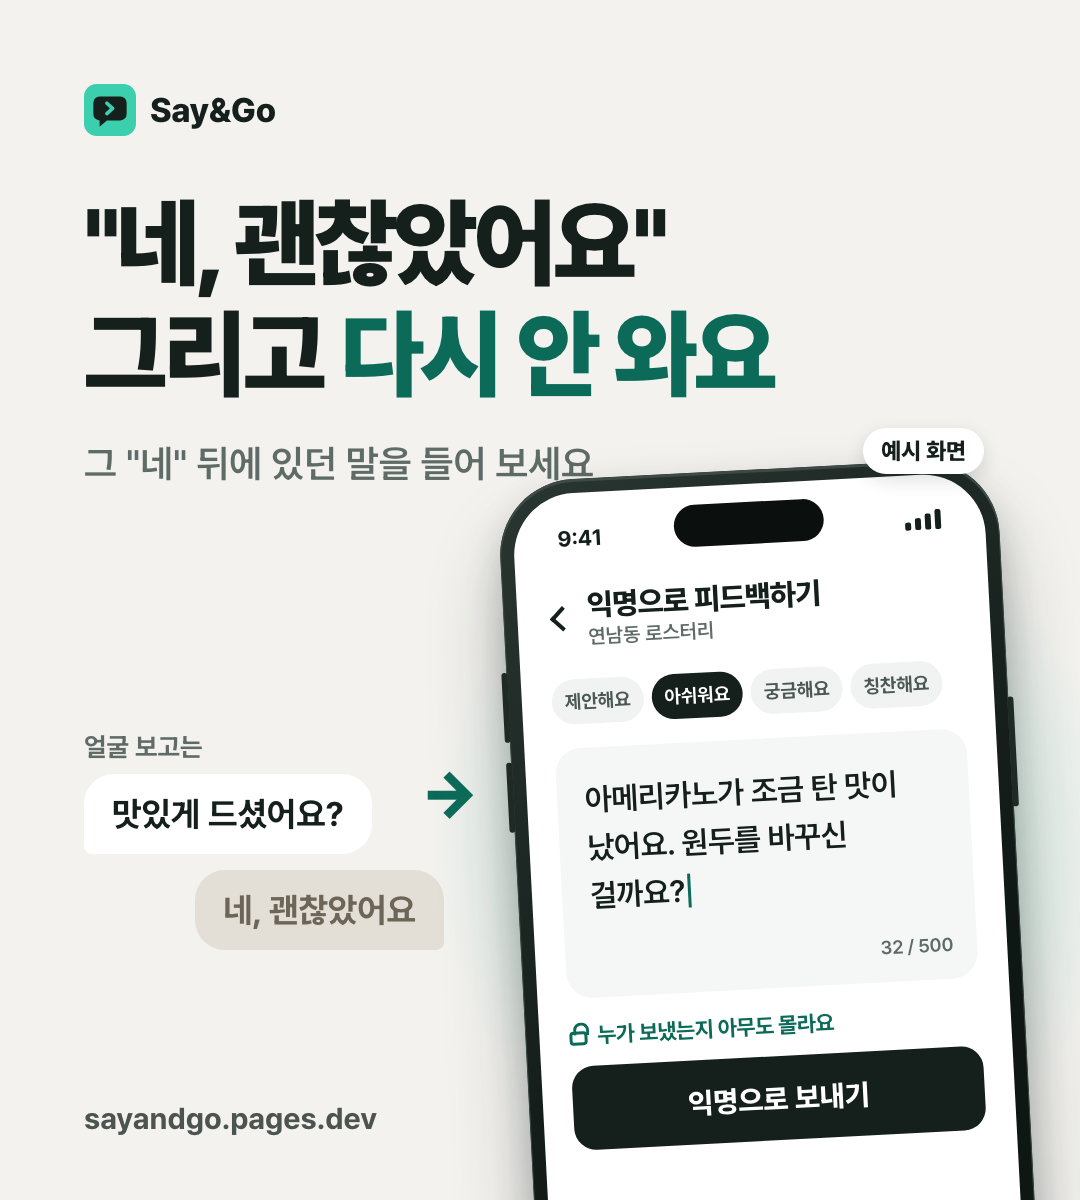 Say&Go
"네, 괜찮았어요"
그리고 다시 안 와요
그 "네" 뒤에 있던 말을 들어 보세요
예시 화면
9:41
익명으로 피드백하기
연남동 로스터리
제안해요 아쉬워요 궁금해요 칭찬해요
아메리카노가 조금 탄 맛이
났어요. 원두를 바꾸신
걸까요?
32 / 500
누가 보냈는지 아무도 몰라요
익명으로 보내기
얼굴 보고는
맛있게 드셨어요?
네, 괜찮았어요
sayandgo.pages.dev